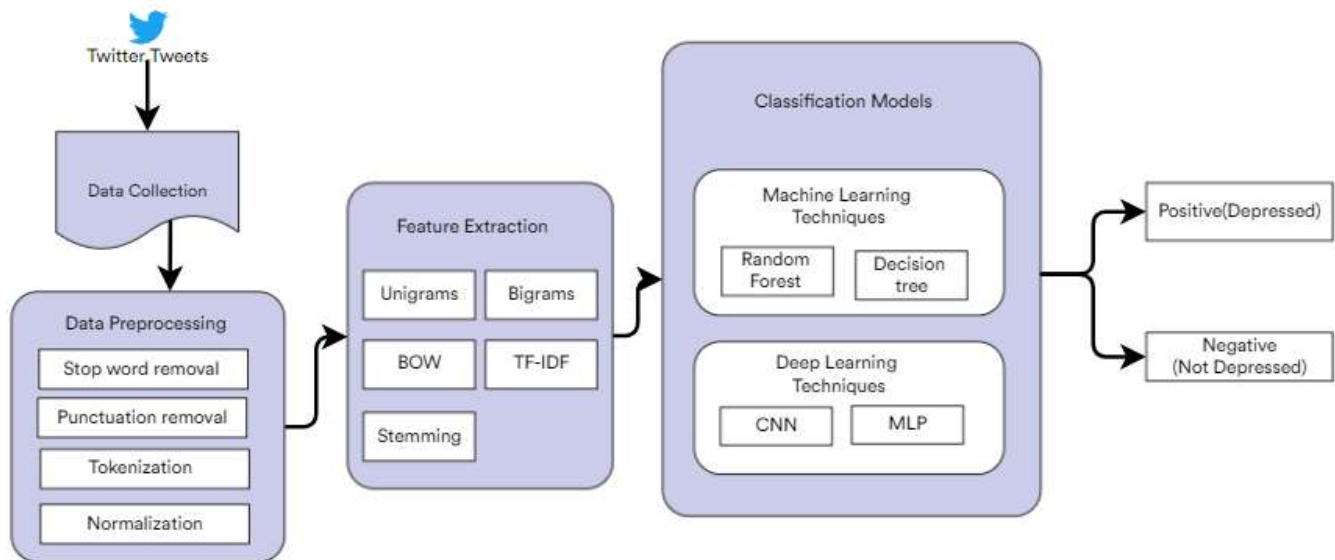 Twitter Tweets
Data Collection
Data Preprocessing
Stop word removal
Punctuation removal
Tokenization
Normalization
Feature Extraction
Unigrams
Bigrams
BOW
TF-IDF
Stemming
Classification Models
Machine Learning
Techniques
Random
Forest
Decision
tree
Deep Learning
Techniques
CNN
MLP
Positive(Depressed)
Negative
(Not Depressed)